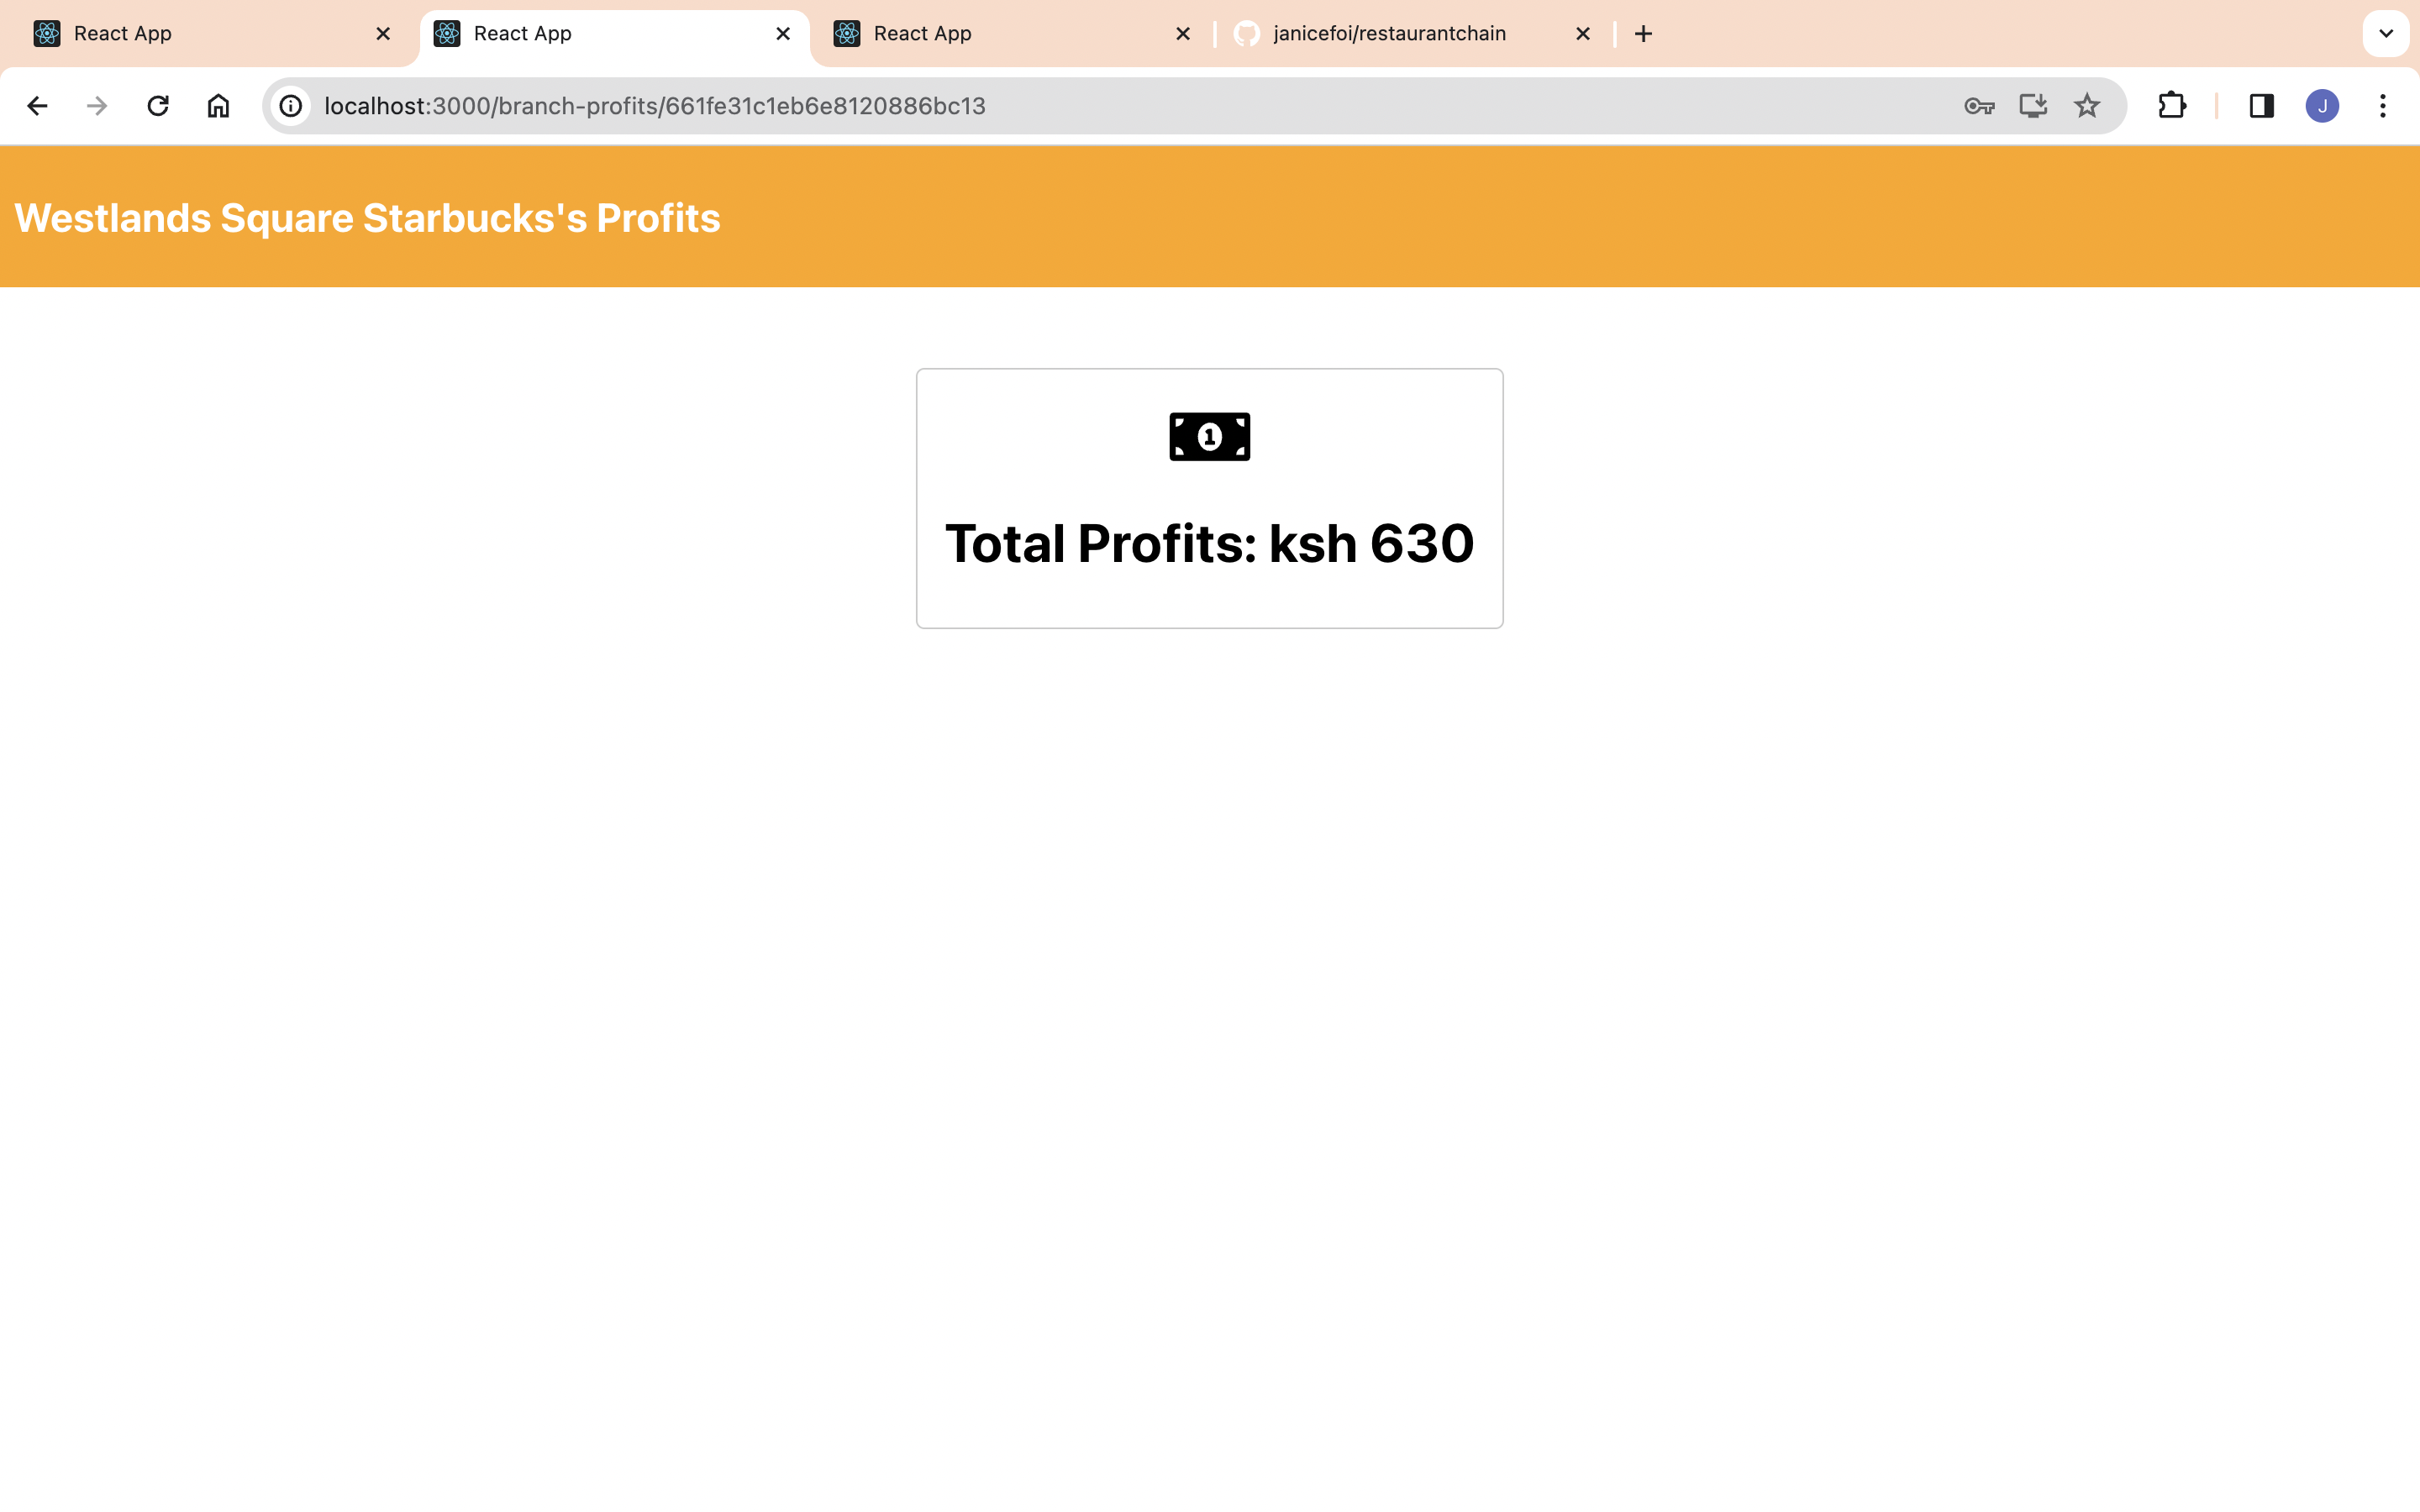 React App
React App
React App
janicefoi/restaurantchain
localhost:3000/branch-profits/661fe31c1eb6e8120886bc13
J
Westlands Square Starbucks's Profits
1
Total Profits: ksh 630